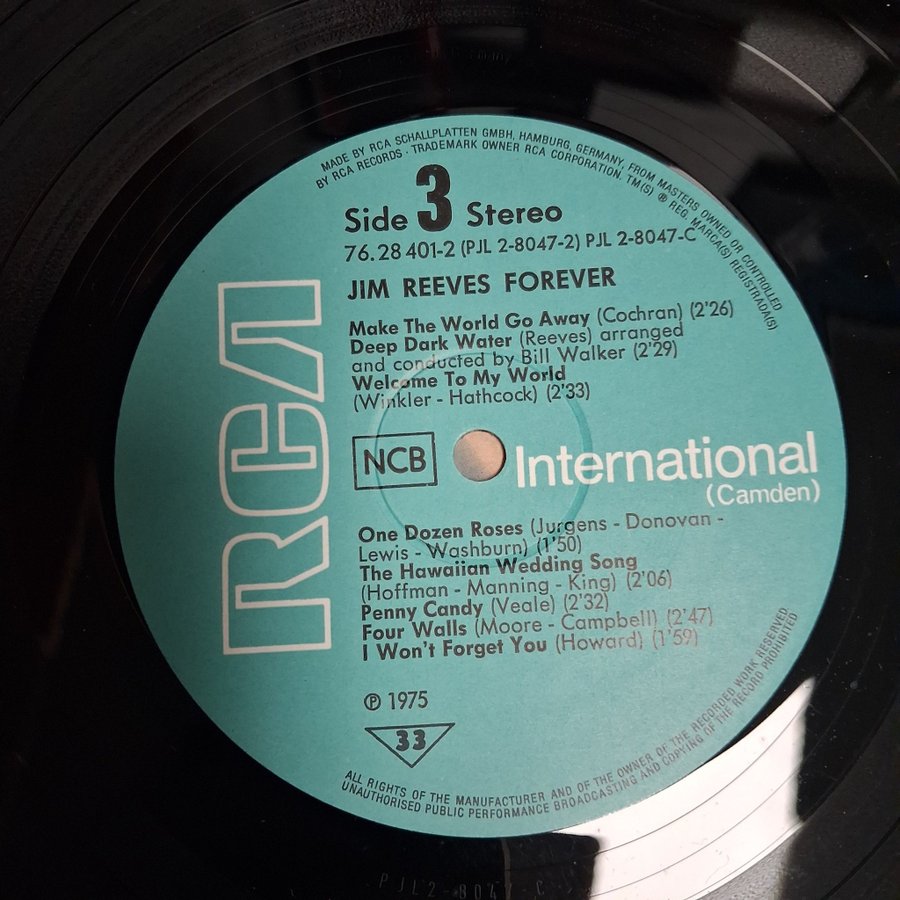 MADE BY RCA SCHALLPLATTEN GMBH, HAMBURG, GERMANY, FROM MASTERS OWNED OR CONTROLLED
BY RCA RECORDS · TRADEMARK OWNER RCA CORPORATION, TM(S) ® REG. MARCA(S) REGISTRADA(S)
Side 3 Stereo
76.28 401-2 (PJL 2-8047-2) PJL 2-8047-C
JIM REEVES FOREVER
Make The World Go Away (Cochran) (2'26)
Deep Dark Water (Reeves) arranged
and conducted by Bill Walker (2'29)
Welcome To My World
(Winkler - Hathcock) (2'33)
RCA
NCB
International
(Camden)
One Dozen Roses (Jurgens - Donovan -
Lewis - Washburn) (1'50)
The Hawaiian Wedding Song
(Hoffman - Manning - King) (2'06)
Penny Candy (Veale) (2'32)
Four Walls (Moore - Campbell) (2'47)
I Won't Forget You (Howard) (1'59)
℗ 1975
33
ALL RIGHTS OF THE MANUFACTURER AND OF THE OWNER OF THE RECORDED WORK RESERVED
UNAUTHORISED PUBLIC PERFORMANCE BROADCASTING AND COPYING OF THE RECORD PROHIBITED
PJL2-8047-C